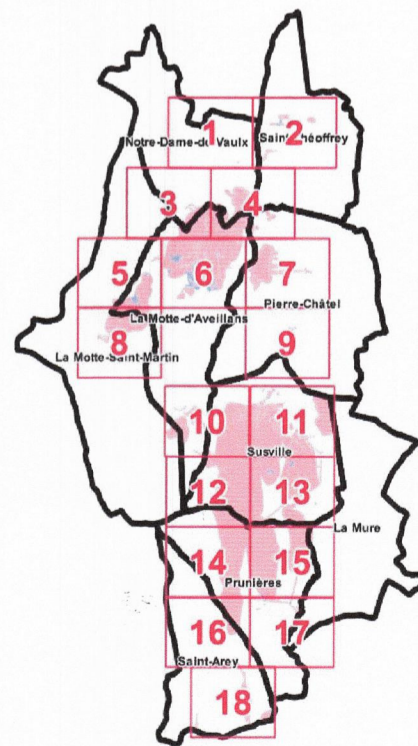 1
2
Notre-Dame-de-Vaulx
Saint-Théoffrey
3
4
5
6
7
La Motte-d'Aveillans
Pierre-Châtel
8
9
La Motte-Saint-Martin
10
11
Susville
12
13
La Mure
14
15
Prunières
16
17
Saint-Arey
18